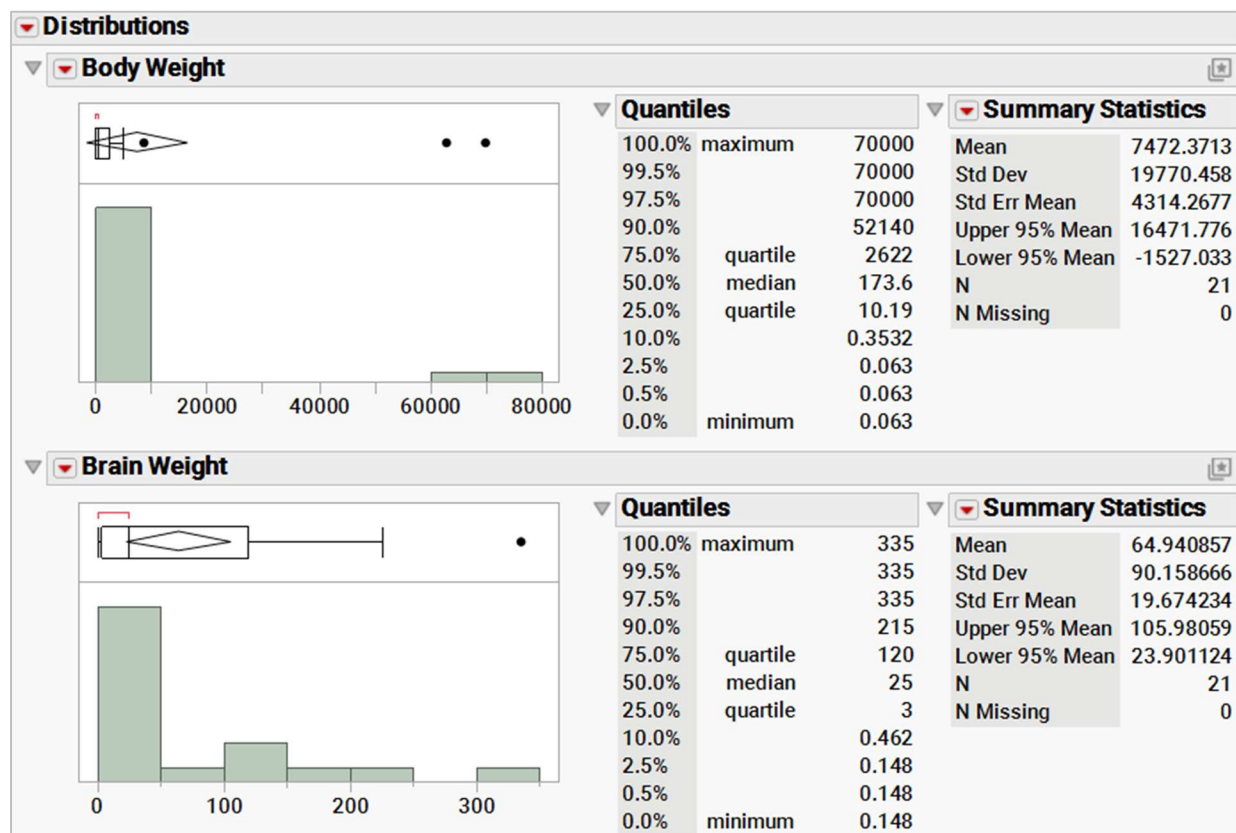 Distributions
Body Weight
0 20000 40000 60000 80000
Quantiles
100.0% maximum 70000
99.5% 70000
97.5% 70000
90.0% 52140
75.0% quartile 2622
50.0% median 173.6
25.0% quartile 10.19
10.0% 0.3532
2.5% 0.063
0.5% 0.063
0.0% minimum 0.063
Summary Statistics
Mean 7472.3713
Std Dev 19770.458
Std Err Mean 4314.2677
Upper 95% Mean 16471.776
Lower 95% Mean -1527.033
N 21
N Missing 0
Brain Weight
0 100 200 300
Quantiles
100.0% maximum 335
99.5% 335
97.5% 335
90.0% 215
75.0% quartile 120
50.0% median 25
25.0% quartile 3
10.0% 0.462
2.5% 0.148
0.5% 0.148
0.0% minimum 0.148
Summary Statistics
Mean 64.940857
Std Dev 90.158666
Std Err Mean 19.674234
Upper 95% Mean 105.98059
Lower 95% Mean 23.901124
N 21
N Missing 0